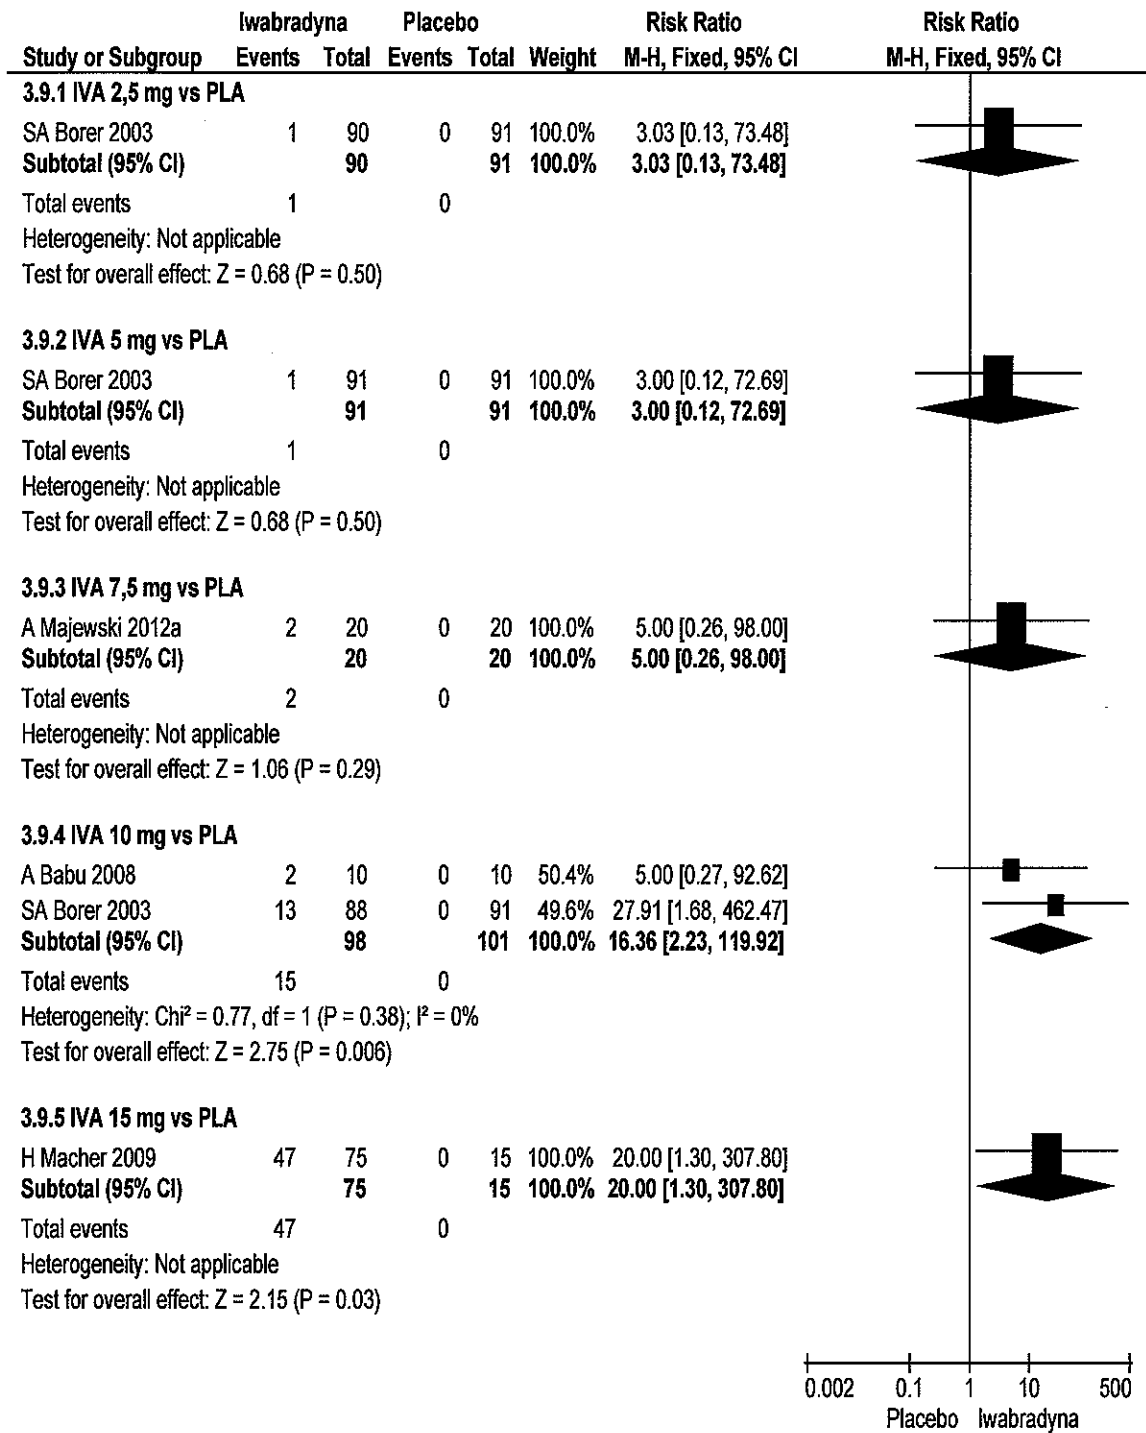 Iwabradyna Placebo Risk Ratio Risk Ratio
Study or Subgroup Events Total Events Total Weight M-H, Fixed, 95% CI M-H, Fixed, 95% CI
3.9.1 IVA 2,5 mg vs PLA
SA Borer 2003 1 90 0 91 100.0% 3.03 [0.13, 73.48]
Subtotal (95% CI) 90 91 100.0% 3.03 [0.13, 73.48]
Total events 1 0
Heterogeneity: Not applicable
Test for overall effect: Z = 0.68 (P = 0.50)
3.9.2 IVA 5 mg vs PLA
SA Borer 2003 1 91 0 91 100.0% 3.00 [0.12, 72.69]
Subtotal (95% CI) 91 91 100.0% 3.00 [0.12, 72.69]
Total events 1 0
Heterogeneity: Not applicable
Test for overall effect: Z = 0.68 (P = 0.50)
3.9.3 IVA 7,5 mg vs PLA
A Majewski 2012a 2 20 0 20 100.0% 5.00 [0.26, 98.00]
Subtotal (95% CI) 20 20 100.0% 5.00 [0.26, 98.00]
Total events 2 0
Heterogeneity: Not applicable
Test for overall effect: Z = 1.06 (P = 0.29)
3.9.4 IVA 10 mg vs PLA
A Babu 2008 2 10 0 10 50.4% 5.00 [0.27, 92.62]
SA Borer 2003 13 88 0 91 49.6% 27.91 [1.68, 462.47]
Subtotal (95% CI) 98 101 100.0% 16.36 [2.23, 119.92]
Total events 15 0
Heterogeneity: Chi² = 0.77, df = 1 (P = 0.38); I² = 0%
Test for overall effect: Z = 2.75 (P = 0.006)
3.9.5 IVA 15 mg vs PLA
H Macher 2009 47 75 0 15 100.0% 20.00 [1.30, 307.80]
Subtotal (95% CI) 75 15 100.0% 20.00 [1.30, 307.80]
Total events 47 0
Heterogeneity: Not applicable
Test for overall effect: Z = 2.15 (P = 0.03)
0.002 0.1 1 10 500
Placebo Iwabradyna